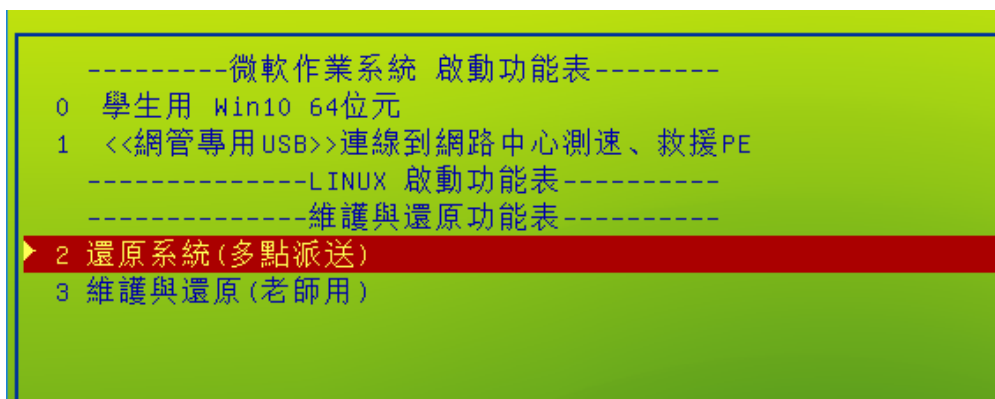 ---------微軟作業系統 啟動功能表--------
0 學生用 Win10 64位元
1 <<網管專用USB>>連線到網路中心測速、救援PE
--------------LINUX 啟動功能表----------
--------------維護與還原功能表----------
2 還原系統(多點派送)
3 維護與還原(老師用)